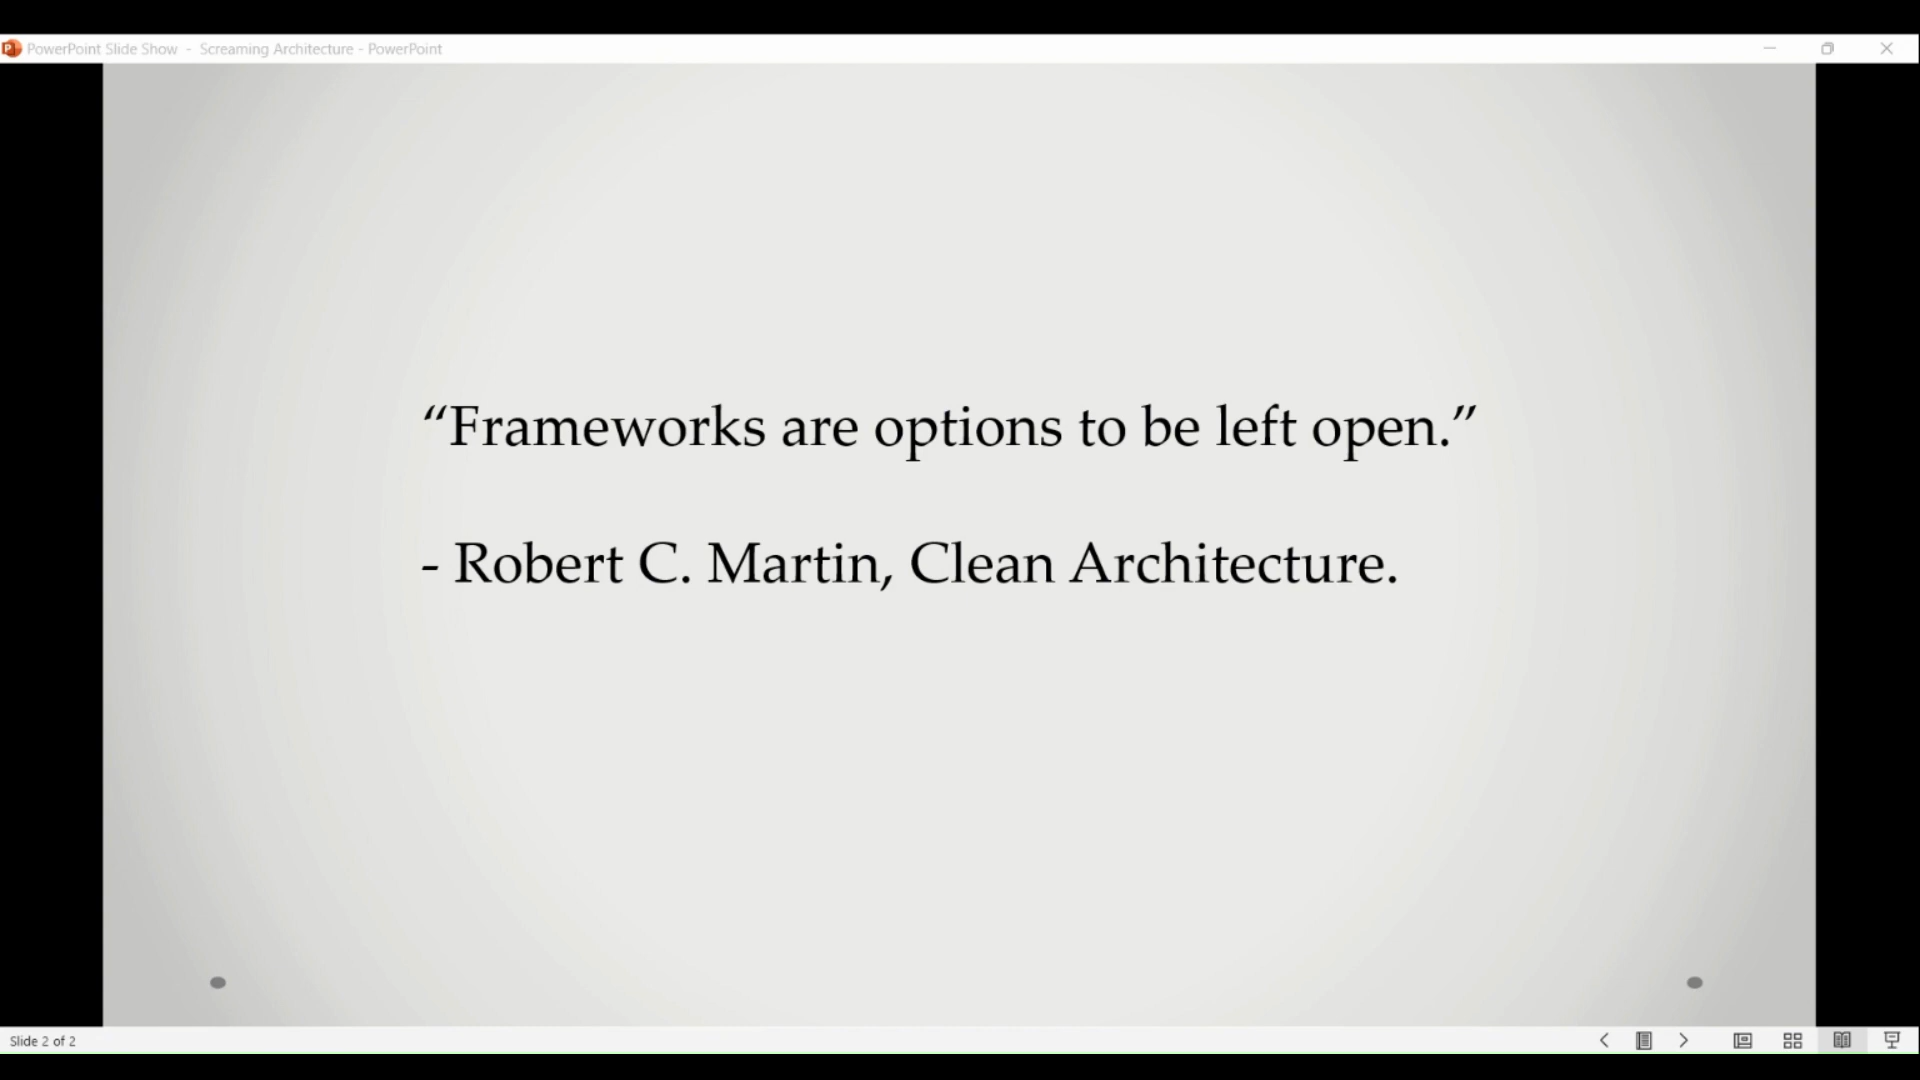 PowerPoint Slide Show - Screaming Architecture - PowerPoint
“Frameworks are options to be left open.”
- Robert C. Martin, Clean Architecture.
Slide 2 of 2